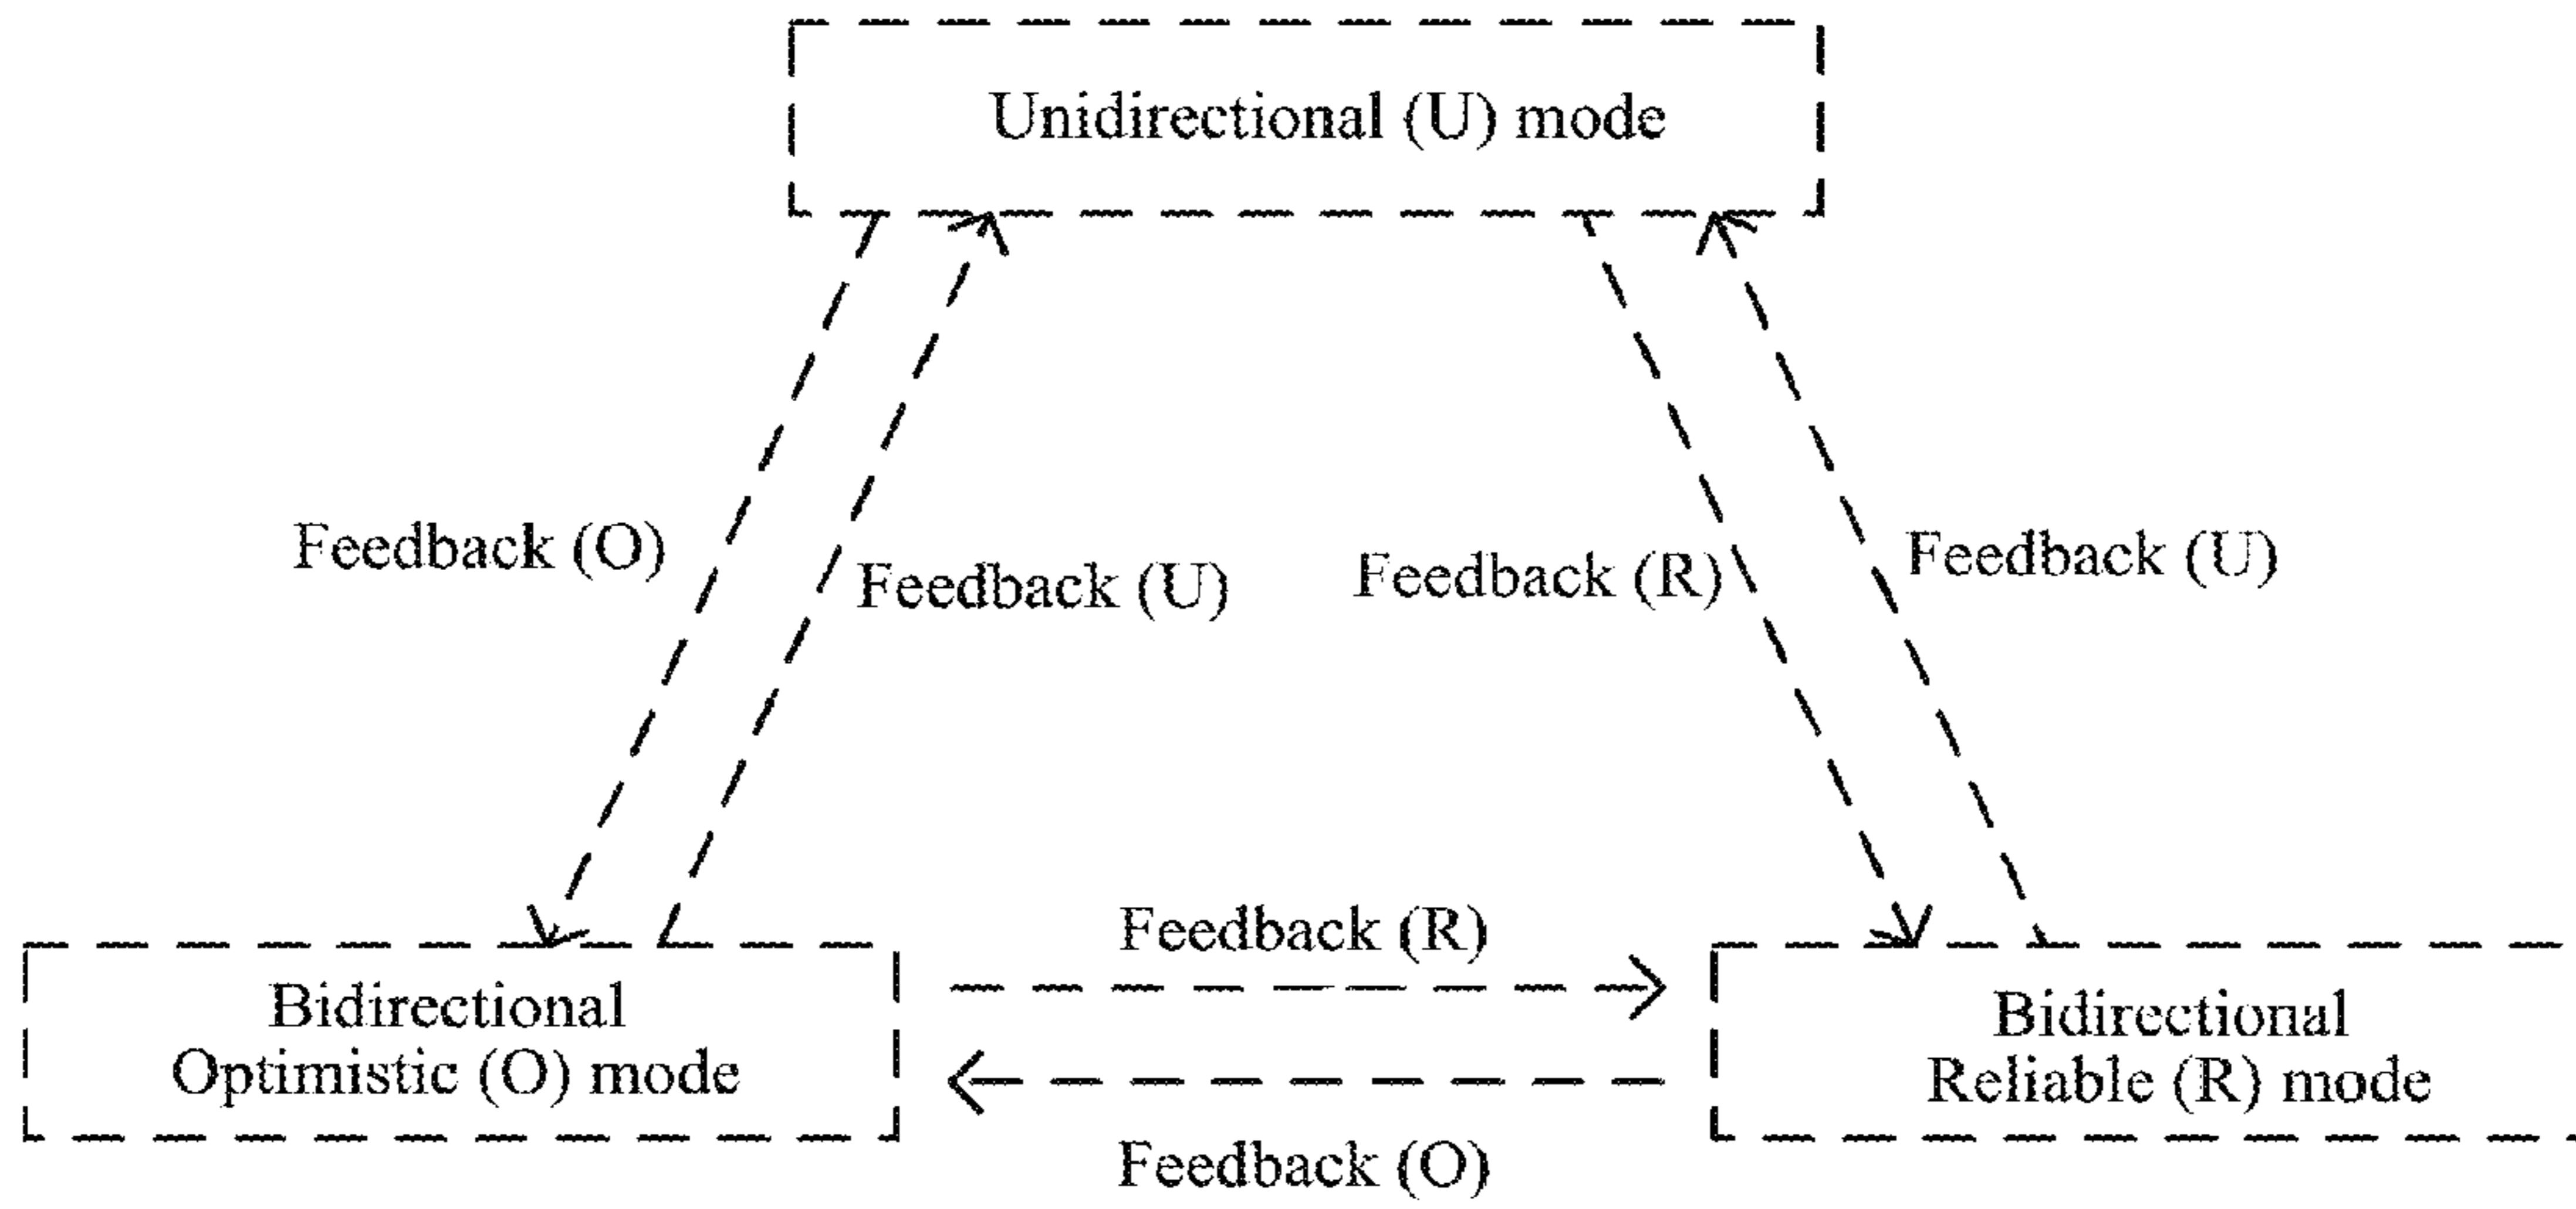 Unidirectional (U) mode
Feedback (O)
Feedback (U)
Feedback (R)
Feedback (U)
Feedback (R)
Bidirectional
Optimistic (O) mode
Bidirectional
Reliable (R) mode
Feedback (O)